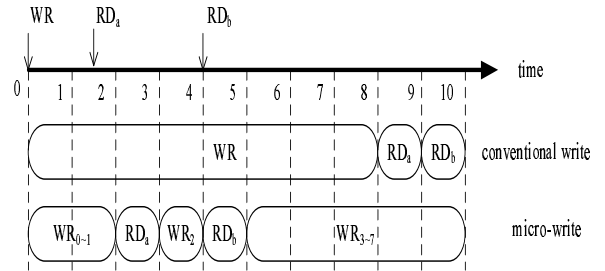 WR RDa RDb
time
0 1 2 3 4 5 6 7 8 9 10
WR RDa RDb conventional write
WR0~1 RDa WR2 RDb WR3~7 micro-write